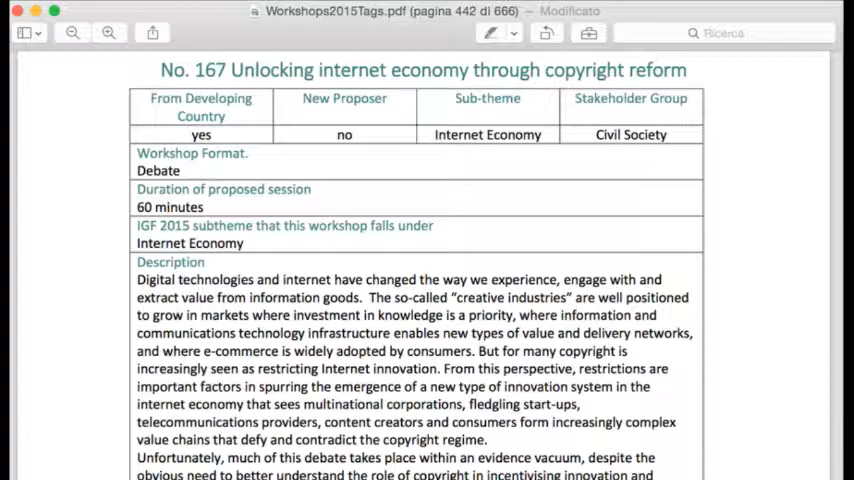 Workshops2015Tags.pdf (pagina 442 di 666) — Modificato
Ricerca
No. 167 Unlocking internet economy through copyright reform
From Developing Country New Proposer Sub-theme Stakeholder Group
yes no Internet Economy Civil Society
Workshop Format.
Debate
Duration of proposed session
60 minutes
IGF 2015 subtheme that this workshop falls under
Internet Economy
Description
Digital technologies and internet have changed the way we experience, engage with and
extract value from information goods.  The so-called “creative industries” are well positioned
to grow in markets where investment in knowledge is a priority, where information and
communications technology infrastructure enables new types of value and delivery networks,
and where e-commerce is widely adopted by consumers. But for many copyright is
increasingly seen as restricting Internet innovation. From this perspective, restrictions are
important factors in spurring the emergence of a new type of innovation system in the
internet economy that sees multinational corporations, fledgling start-ups,
telecommunications providers, content creators and consumers form increasingly complex
value chains that defy and contradict the copyright regime.
Unfortunately, much of this debate takes place within an evidence vacuum, despite the
obvious need to better understand the role of copyright in incentivising innovation and